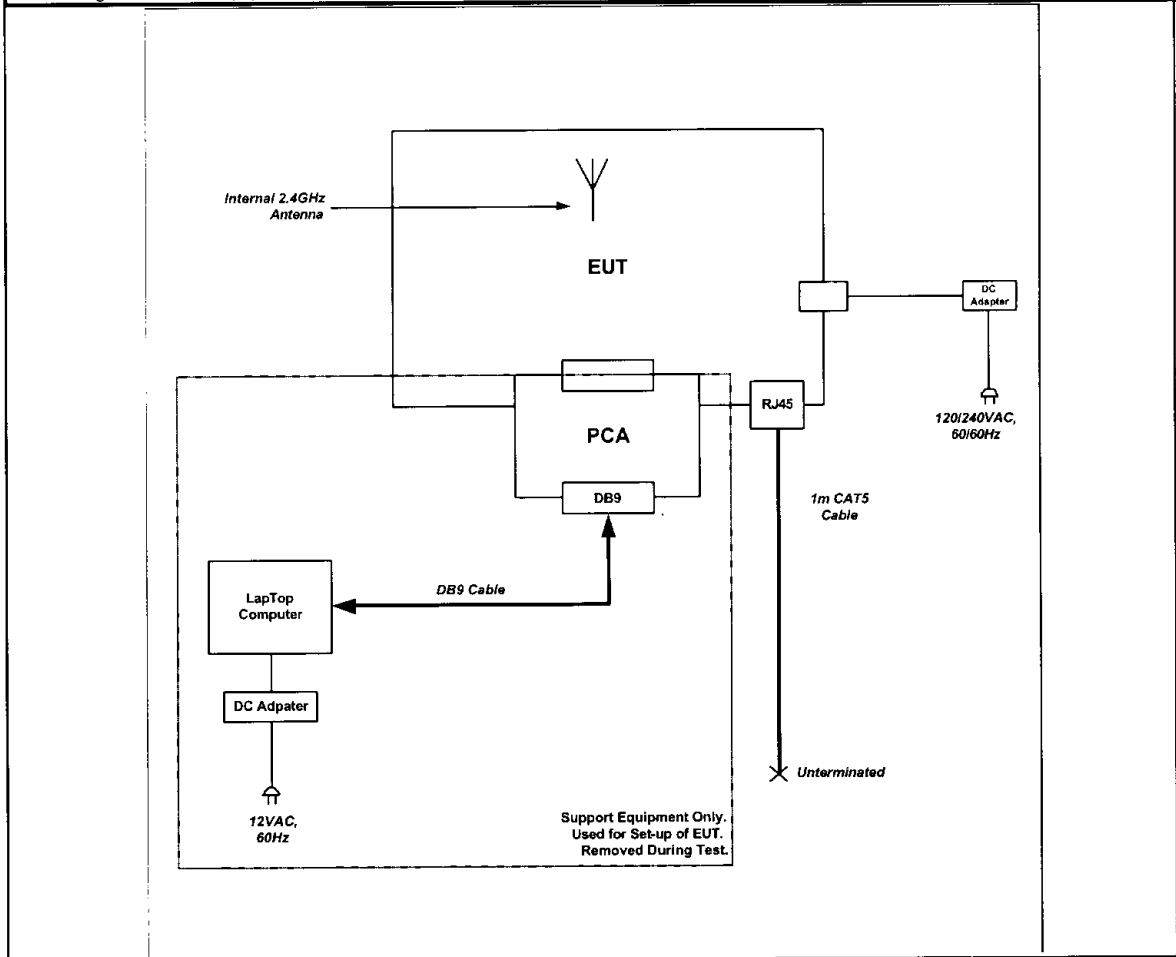 Internal 2.4GHz
Antenna
EUT
DC
Adapter
120/240VAC,
60/60Hz
RJ45
PCA
DB9
1m CAT5
Cable
LapTop
Computer
DB9 Cable
DC Adpater
12VAC,
60Hz
Unterminated
Support Equipment Only.
Used for Set-up of EUT.
Removed During Test.